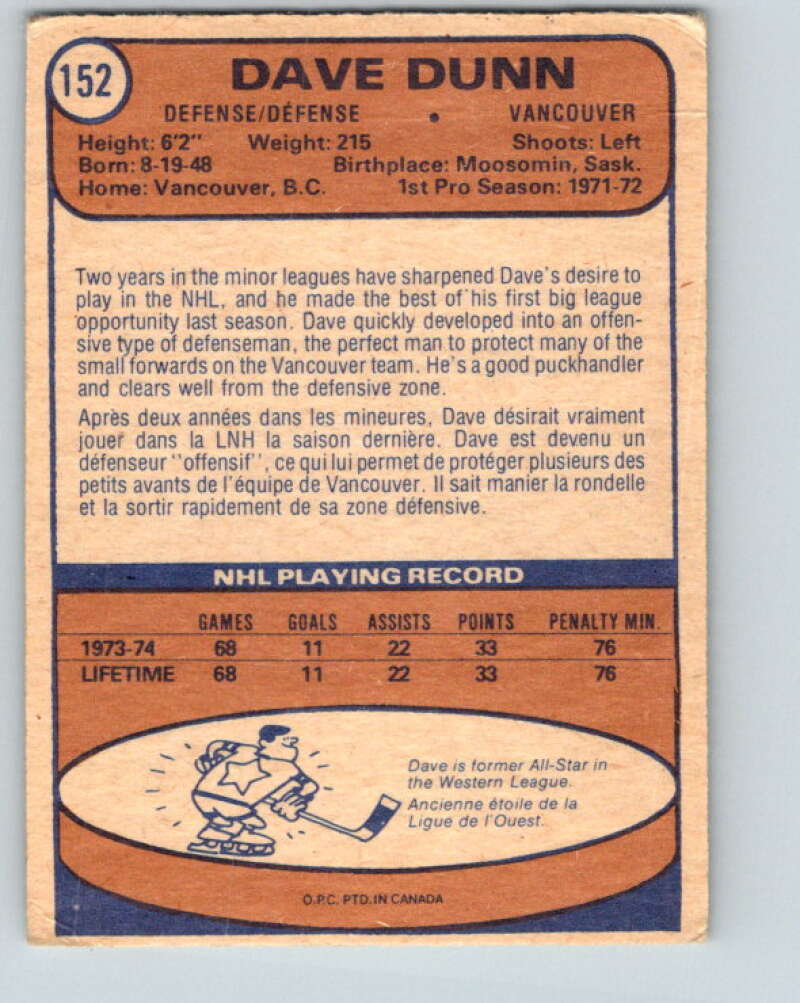 152
DAVE DUNN
DEFENSE/DÉFENSE • VANCOUVER
Height: 6'2" Weight: 215 Shoots: Left
Born: 8-19-48 Birthplace: Moosomin, Sask.
Home: Vancouver, B.C. 1st Pro Season: 1971-72
Two years in the minor leagues have sharpened Dave's desire to
play in the NHL, and he made the best of his first big league
opportunity last season. Dave quickly developed into an offen-
sive type of defenseman, the perfect man to protect many of the
small forwards on the Vancouver team. He's a good puckhandler
and clears well from the defensive zone.
Après deux années dans les mineures, Dave désirait vraiment
jouer dans la LNH la saison dernière. Dave est devenu un
défenseur "offensif", ce qui lui permet de protéger plusieurs des
petits avants de l'équipe de Vancouver. Il sait manier la rondelle
et la sortir rapidement de sa zone défensive.
NHL PLAYING RECORD
GAMES GOALS ASSISTS POINTS PENALTY MIN.
1973-74 68 11 22 33 76
LIFETIME 68 11 22 33 76
Dave is former All-Star in
the Western League.
Ancienne étoile de la
Ligue de l'Ouest.
O.P.C. PTD. IN CANADA